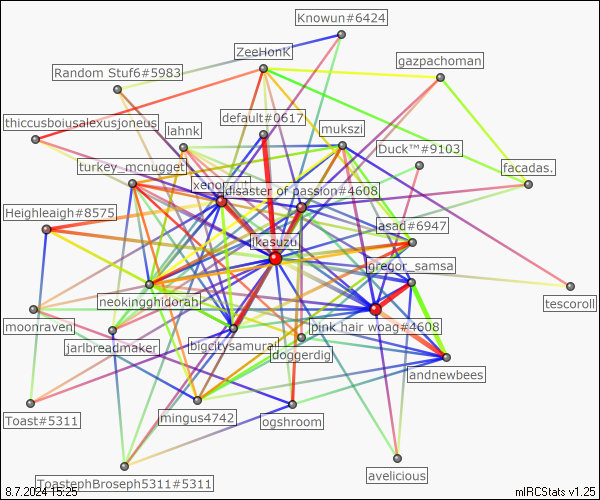 Knowun#6424
ZeeHonK
gazpachoman
Random Stuf6#5983
default#0617
thiccusboiusalexusjoneus
lahnk
mukszi
Duck™#9103
turkey_mcnugget
facadas.
disaster of passion#4608
Heighleaigh#8575
asad#6947
ikasuzu
gregor_samsa
neokingghidorah
tescoroll
moonraven
pink hair woag#4608
jarlbreadmaker
bigcitysamurai
doggerdig
andnewbees
Toast#5311
mingus4742
ogshroom
avelicious
ToastephBroseph5311#5311
8.7.2024 15:25
mIRCStats v1.25